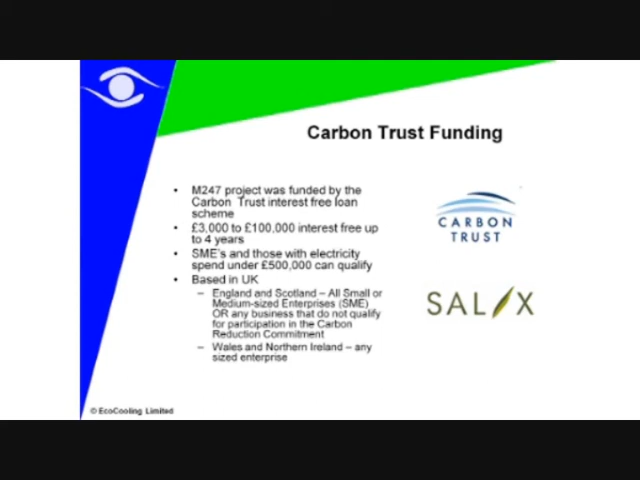 Carbon Trust Funding
• M247 project was funded by the
Carbon Trust interest free loan
scheme
• £3,000 to £100,000 interest free up
to 4 years
• SME's and those with electricity
spend under £500,000 can qualify
• Based in UK
– England and Scotland – All Small or
Medium-sized Enterprises (SME)
OR any business that do not qualify
for participation in the Carbon
Reduction Commitment
– Wales and Northern Ireland – any
sized enterprise
CARBON
TRUST
SALIX
© EcoCooling Limited